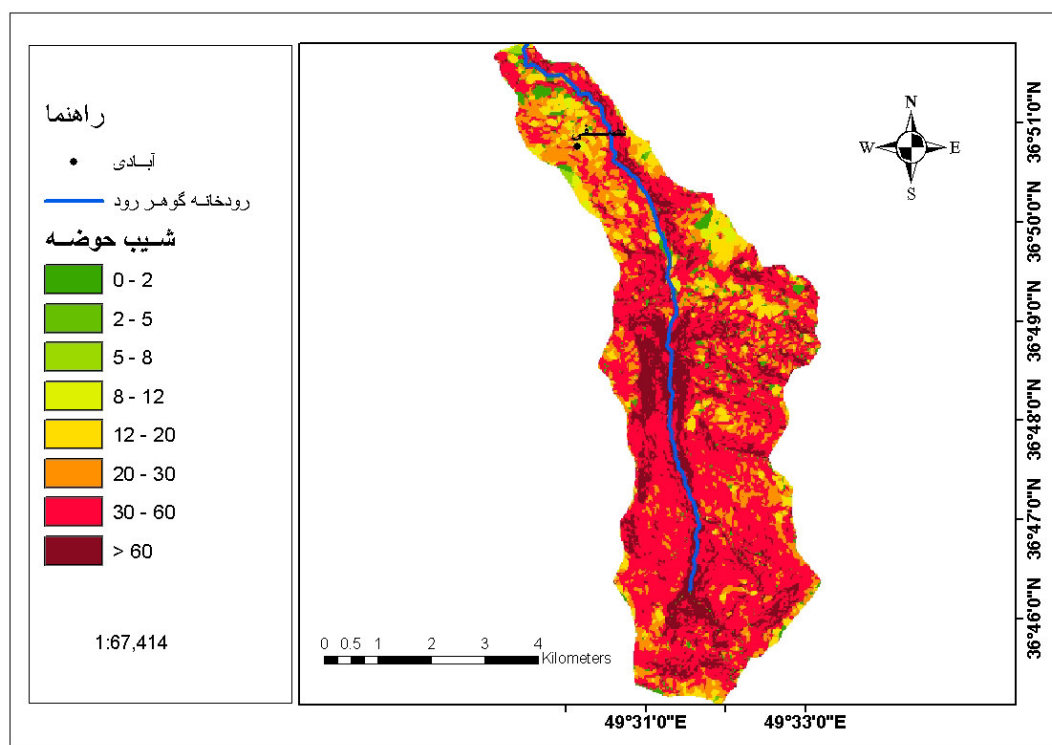 راهنما
آبادی
رودخانه گوهر رود
شیب حوضه
0 - 2
2 - 5
5 - 8
8 - 12
12 - 20
20 - 30
30 - 60
> 60
1:67,414
نصفی
N
W E
S
0 0.5 1 2 3 4
Kilometers
36°51'0"N
36°50'0"N
36°49'0"N
36°48'0"N
36°47'0"N
36°46'0"N
49°31'0"E 49°33'0"E